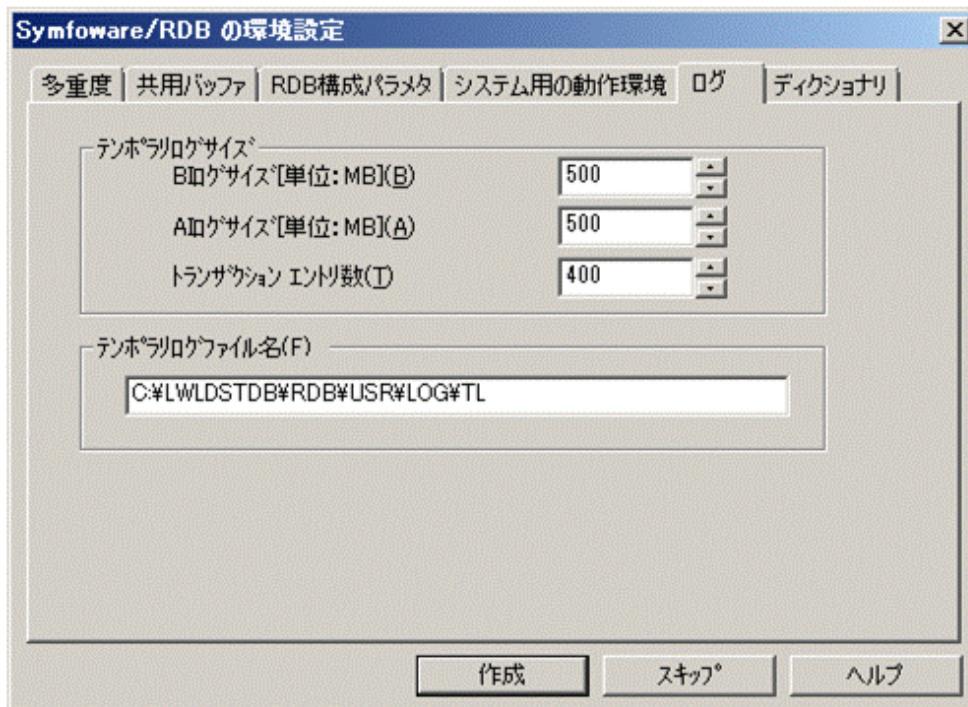 Symfoware/RDB の環境設定
多重度 共用バッファ RDB構成パラメタ システム用の動作環境 ログ ディクショナリ
テンポラリログサイズ
BIログサイズ[単位: MB](B) 500
AIログサイズ[単位: MB](A) 500
トランザクション エントリ数(T) 400
テンポラリログファイル名(F)
C:¥LWLDSTDB¥RDB¥USR¥LOG¥TL
作成 スキップ ヘルプ